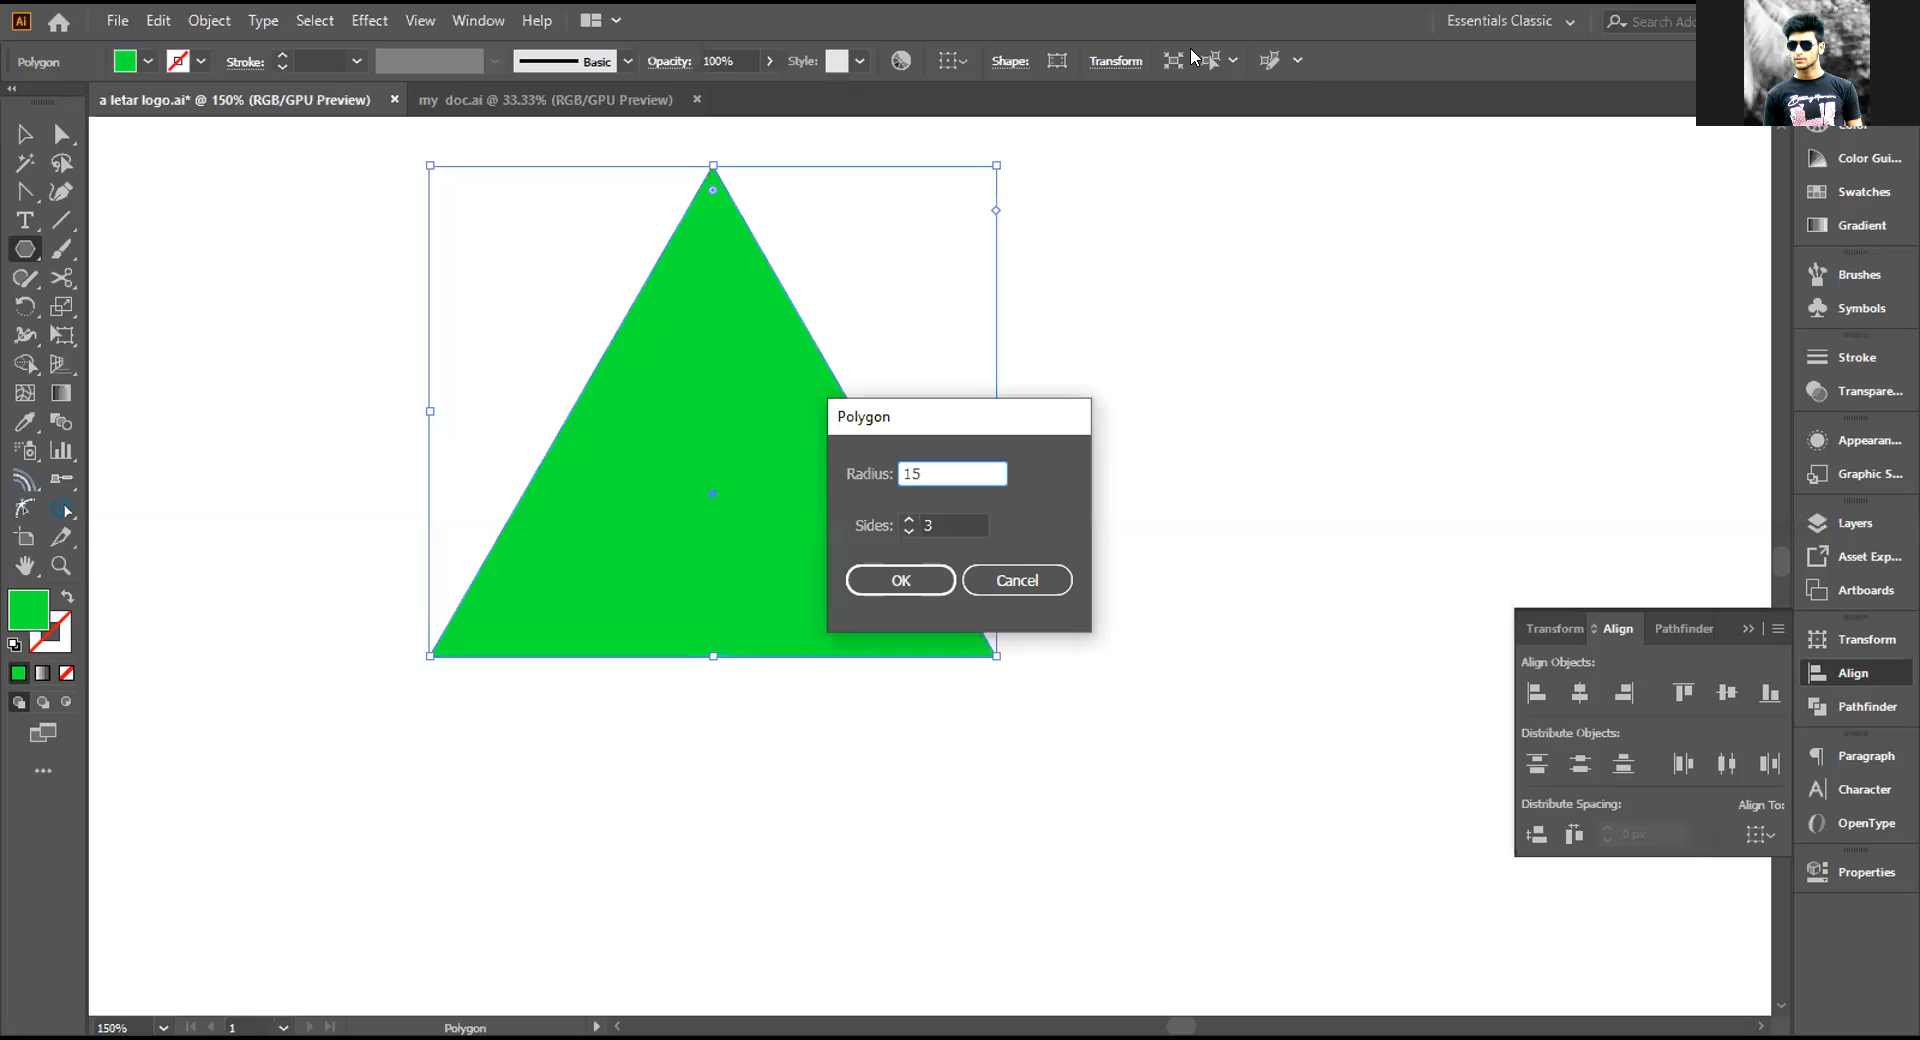 Ai File Edit Object Type Select Effect View Window Help Essentials Classic Search Ado
Polygon Stroke: Basic Opacity: 100% Style: Shape: Transform
a letar logo.ai* @ 150% (RGB/GPU Preview) × my doc.ai @ 33.33% (RGB/GPU Preview) ×
Color
Color Gui...
Swatches
Gradient
Brushes
Symbols
Stroke
Transpare...
Appearan...
Graphic S...
Layers
Asset Exp...
Artboards
Transform
Align
Pathfinder
Paragraph
Character
OpenType
Properties
Polygon
Radius: 15
Sides: 3
OK Cancel
Transform Align Pathfinder
Align Objects:
Distribute Objects:
Distribute Spacing: Align To:
0 px
150% 1 Polygon